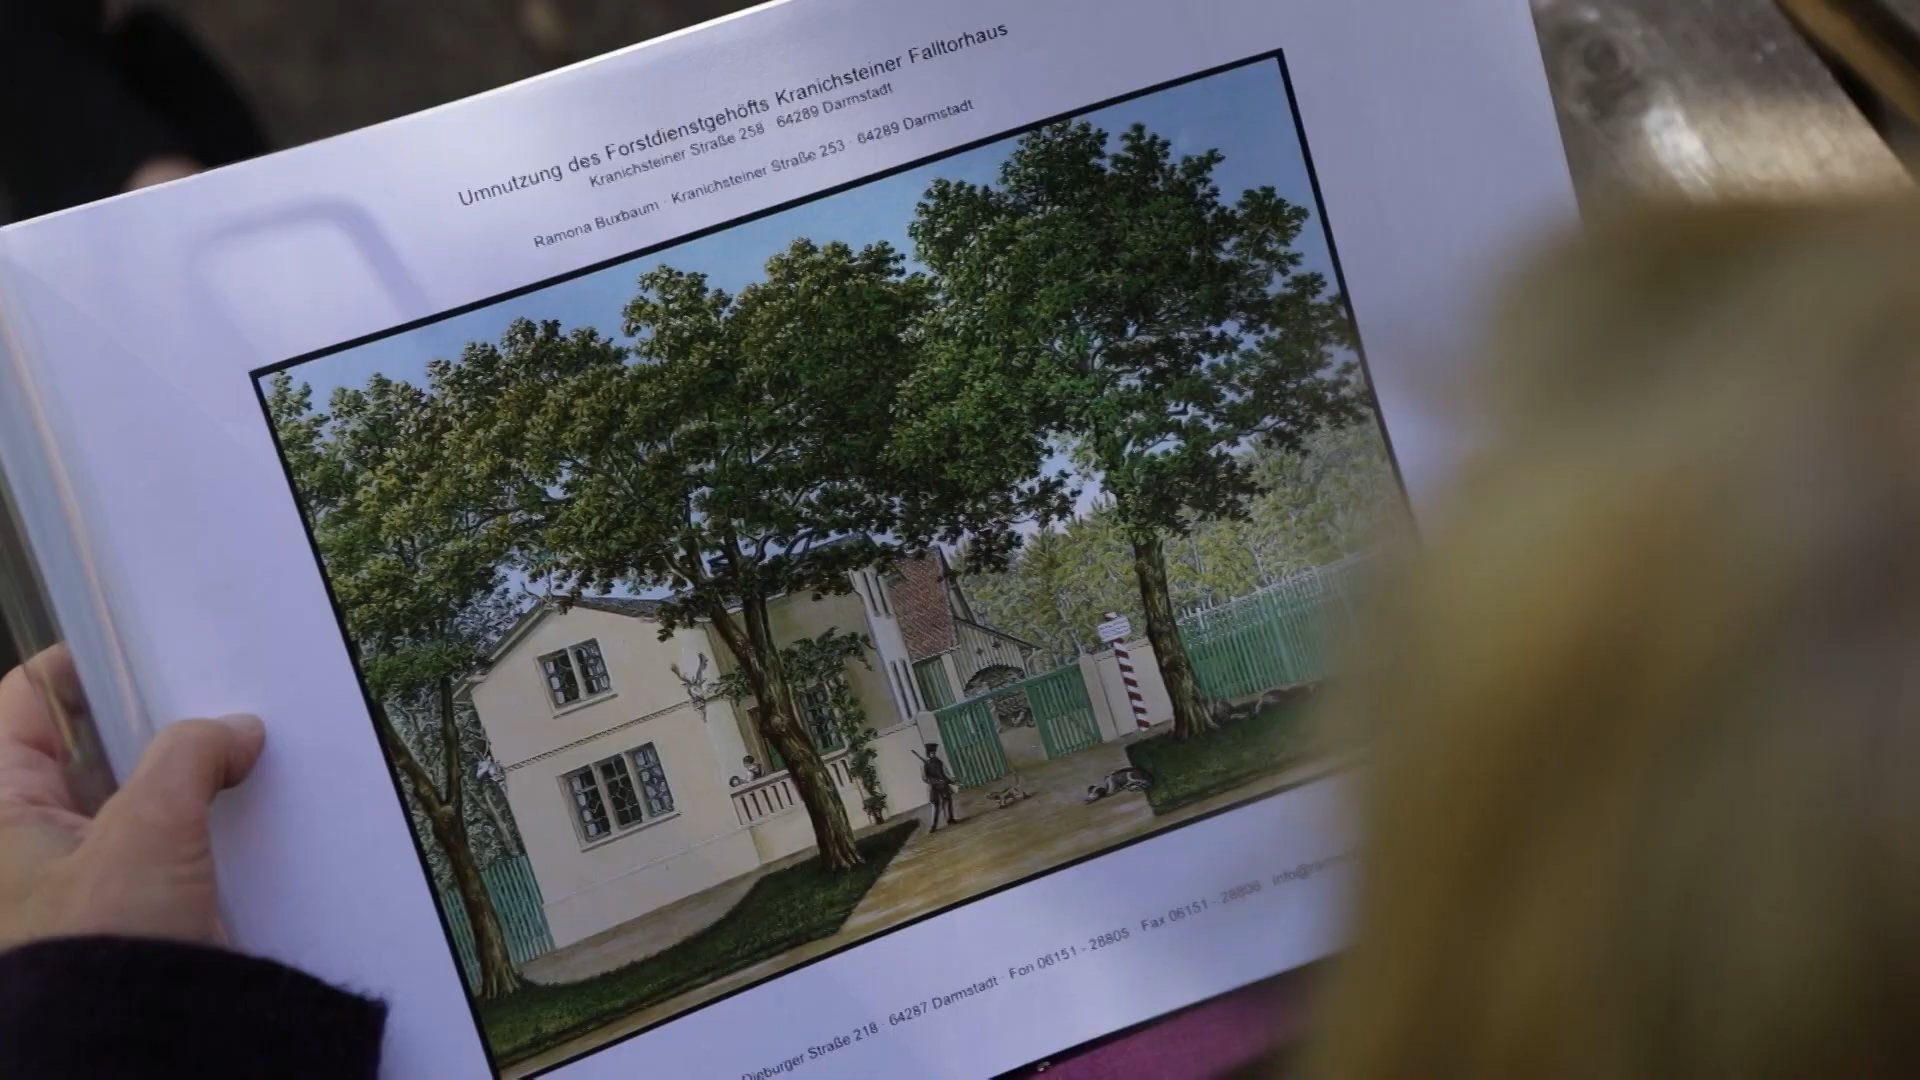 Umnutzung des Forstdienstgehöfts Kranichsteiner Falltorhaus
Kranichsteiner Straße 258 · 64289 Darmstadt
Ramona Buxbaum · Kranichsteiner Straße 253 · 64289 Darmstadt
Dieburger Straße 218 · 64287 Darmstadt · Fon 06151 - 28805 · Fax 06151 - 28806